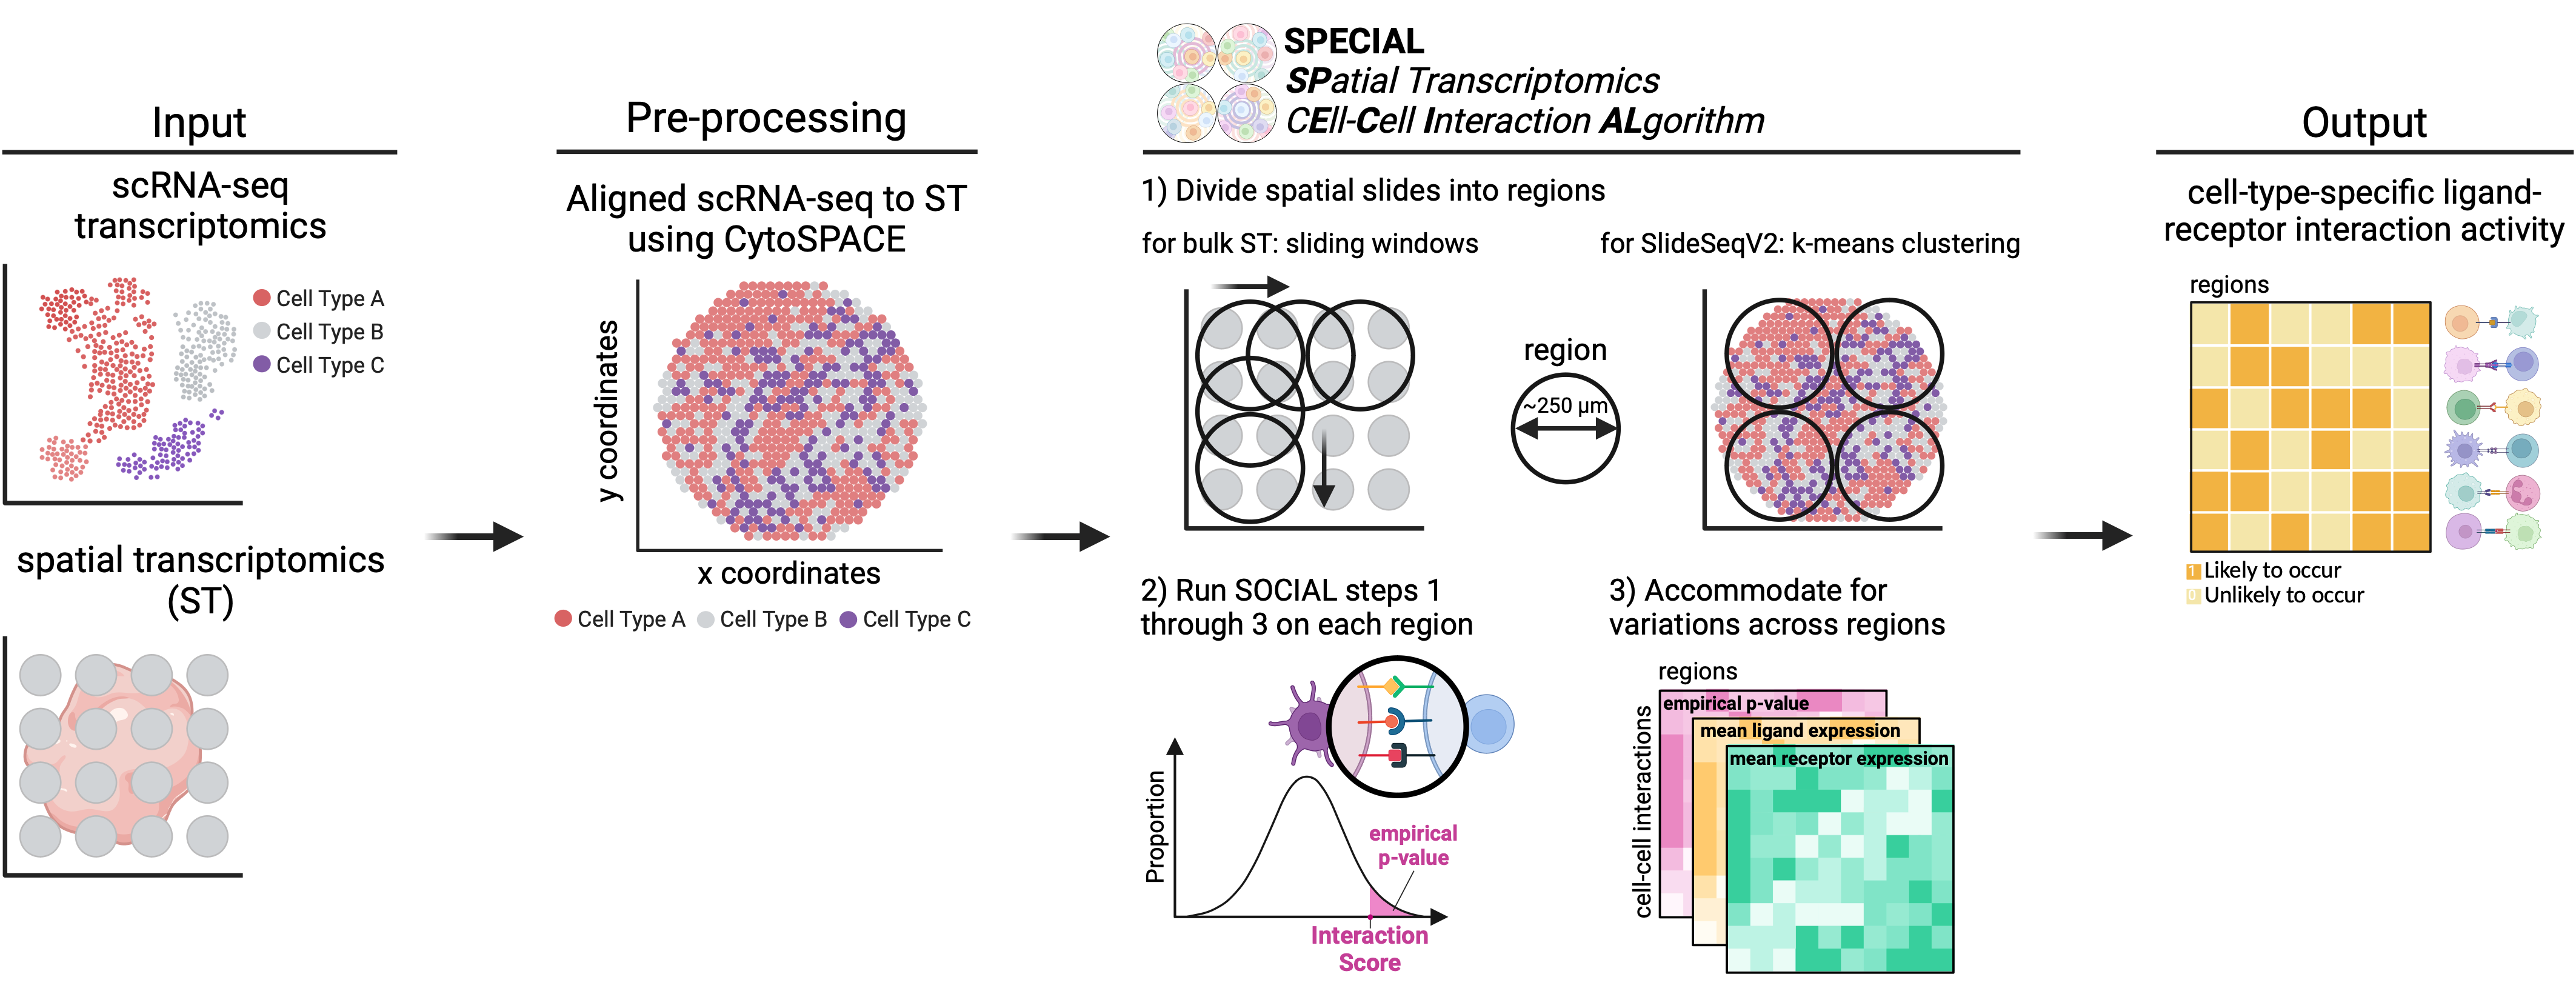 Input
scRNA-seq
transcriptomics
Cell Type A
Cell Type B
Cell Type C
spatial transcriptomics
(ST)
Pre-processing
Aligned scRNA-seq to ST
using CytoSPACE
y coordinates
x coordinates
Cell Type A
Cell Type B
Cell Type C
SPECIAL
SPatial Transcriptomics
CEll-Cell Interaction ALgorithm
1) Divide spatial slides into regions
for bulk ST: sliding windows
for SlideSeqV2: k-means clustering
region
~250 μm
2) Run SOCIAL steps 1
through 3 on each region
Proportion
empirical
p-value
Interaction
Score
3) Accommodate for
variations across regions
regions
cell-cell interactions
empirical p-value
mean ligand expression
mean receptor expression
Output
cell-type-specific ligand-
receptor interaction activity
regions
1 Likely to occur
0 Unlikely to occur